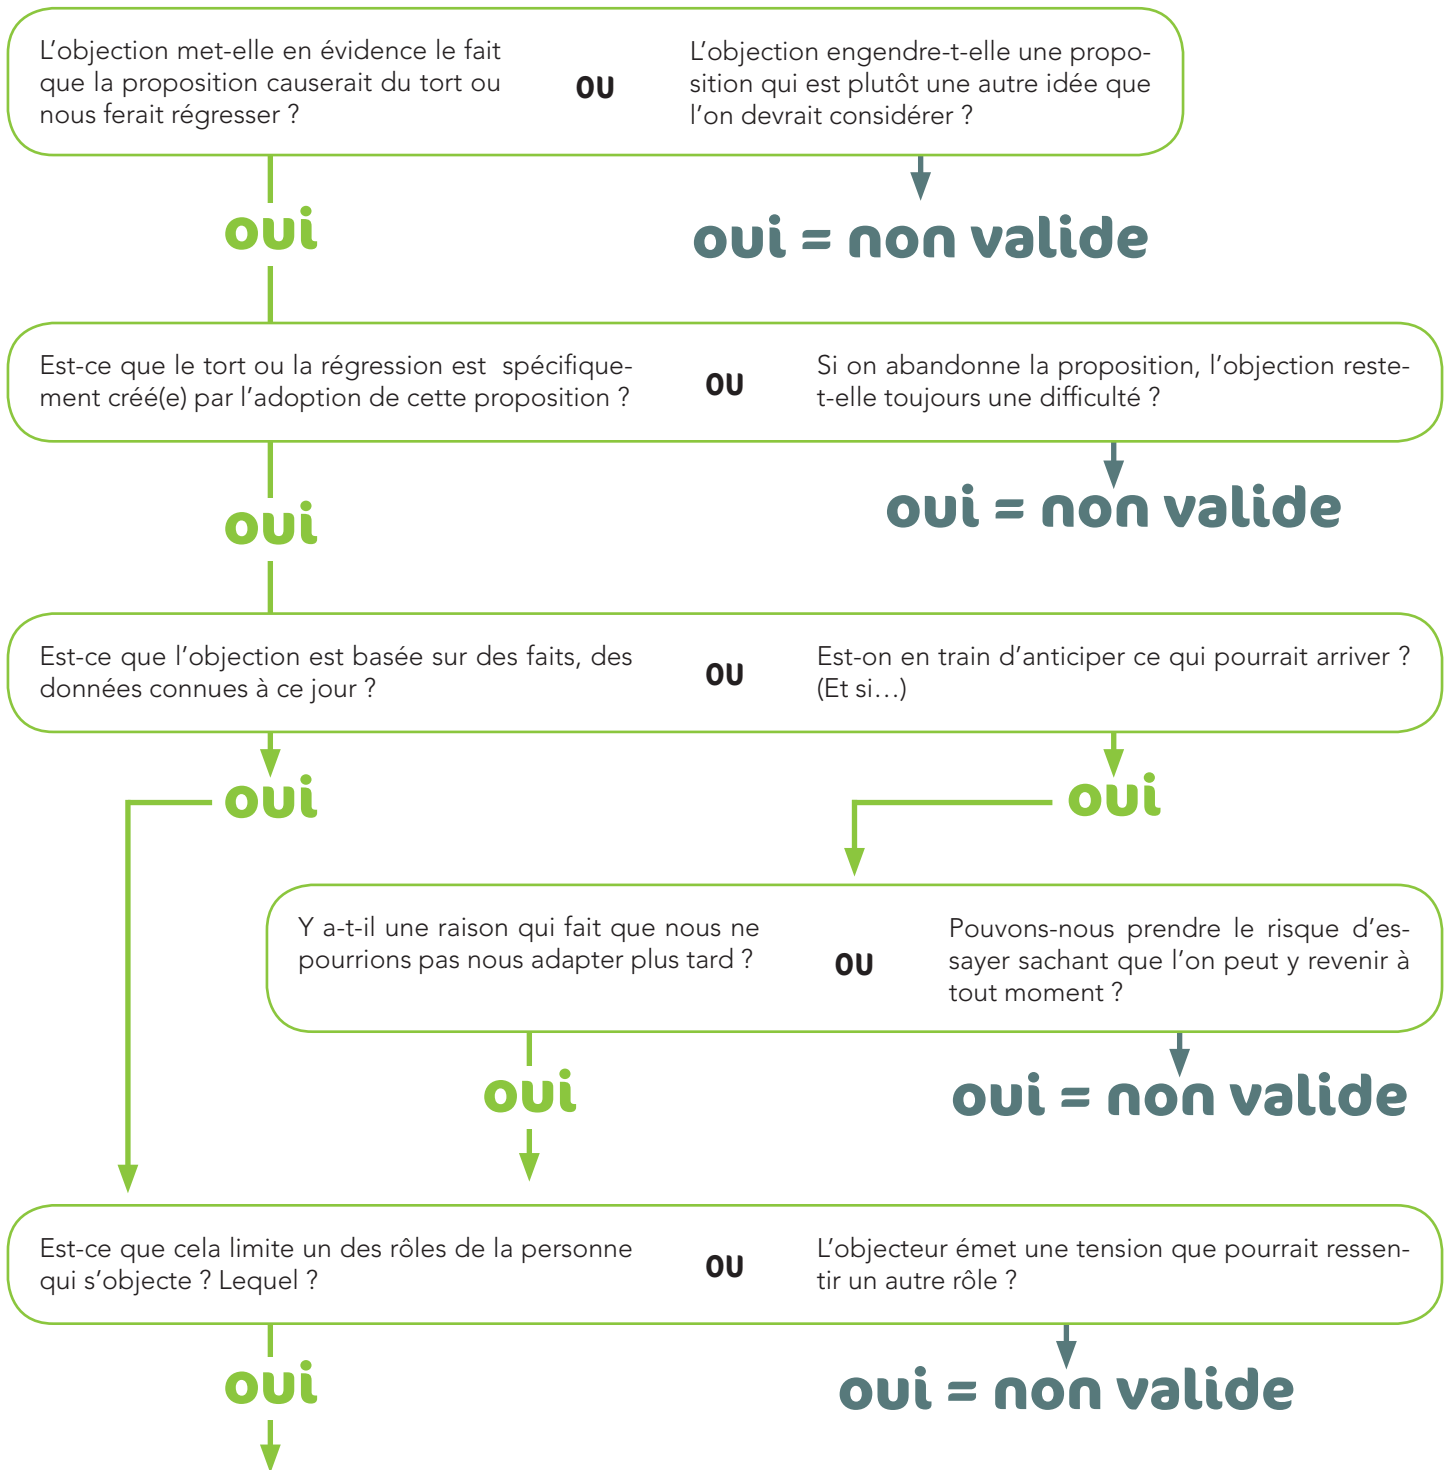 L'objection met-elle en évidence le fait
que la proposition causerait du tort ou
nous ferait régresser ?
OU
L'objection engendre-t-elle une propo-
sition qui est plutôt une autre idée que
l'on devrait considérer ?
oui
oui = non valide
Est-ce que le tort ou la régression est spécifique-
ment créé(e) par l'adoption de cette proposition ?
OU
Si on abandonne la proposition, l'objection reste-
t-elle toujours une difficulté ?
oui
oui = non valide
Est-ce que l'objection est basée sur des faits, des
données connues à ce jour ?
OU
Est-on en train d'anticiper ce qui pourrait arriver ?
(Et si…)
oui
oui
Y a-t-il une raison qui fait que nous ne
pourrions pas nous adapter plus tard ?
OU
Pouvons-nous prendre le risque d'es-
sayer sachant que l'on peut y revenir à
tout moment ?
oui
oui = non valide
Est-ce que cela limite un des rôles de la personne
qui s'objecte ? Lequel ?
OU
L'objecteur émet une tension que pourrait ressen-
tir un autre rôle ?
oui
oui = non valide